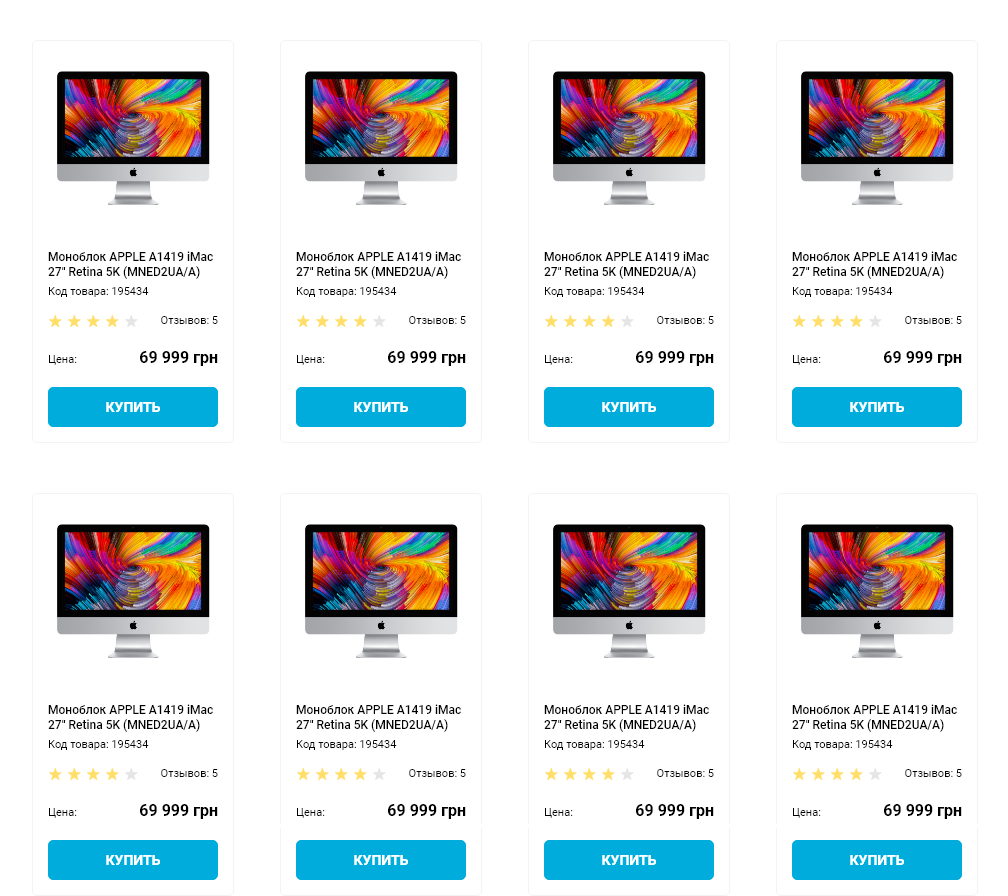 Моноблок APPLE A1419 iMac
27" Retina 5K (MNED2UA/A)
Код товара: 195434
Отзывов: 5
Цена: 69 999 грн
КУПИТЬ
Моноблок APPLE A1419 iMac
27" Retina 5K (MNED2UA/A)
Код товара: 195434
Отзывов: 5
Цена: 69 999 грн
КУПИТЬ
Моноблок APPLE A1419 iMac
27" Retina 5K (MNED2UA/A)
Код товара: 195434
Отзывов: 5
Цена: 69 999 грн
КУПИТЬ
Моноблок APPLE A1419 iMac
27" Retina 5K (MNED2UA/A)
Код товара: 195434
Отзывов: 5
Цена: 69 999 грн
КУПИТЬ
Моноблок APPLE A1419 iMac
27" Retina 5K (MNED2UA/A)
Код товара: 195434
Отзывов: 5
Цена: 69 999 грн
КУПИТЬ
Моноблок APPLE A1419 iMac
27" Retina 5K (MNED2UA/A)
Код товара: 195434
Отзывов: 5
Цена: 69 999 грн
КУПИТЬ
Моноблок APPLE A1419 iMac
27" Retina 5K (MNED2UA/A)
Код товара: 195434
Отзывов: 5
Цена: 69 999 грн
КУПИТЬ
Моноблок APPLE A1419 iMac
27" Retina 5K (MNED2UA/A)
Код товара: 195434
Отзывов: 5
Цена: 69 999 грн
КУПИТЬ